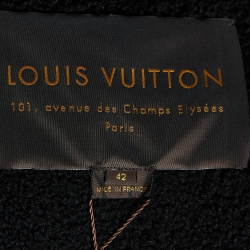 LOUIS VUITTON
101, avenue des Champs Elysées
Paris
42
MADE IN FRANCE